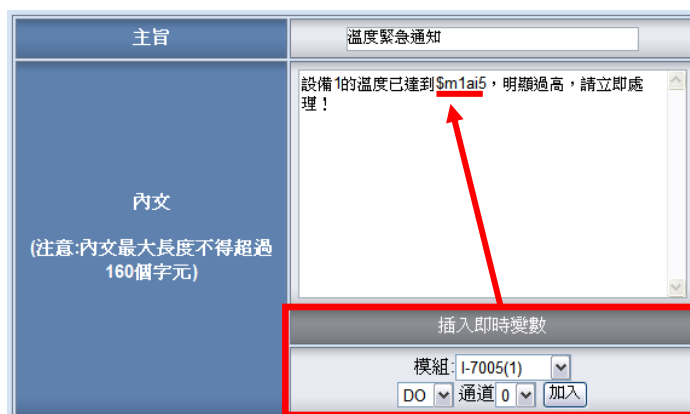 主旨
溫度緊急通知
設備1的溫度已達到$m1ai5，明顯過高，請立即處
理！
內文
(注意:內文最大長度不得超過
160個字元)
插入即時變數
模組: I-7005(1)
DO 通道 0 加入